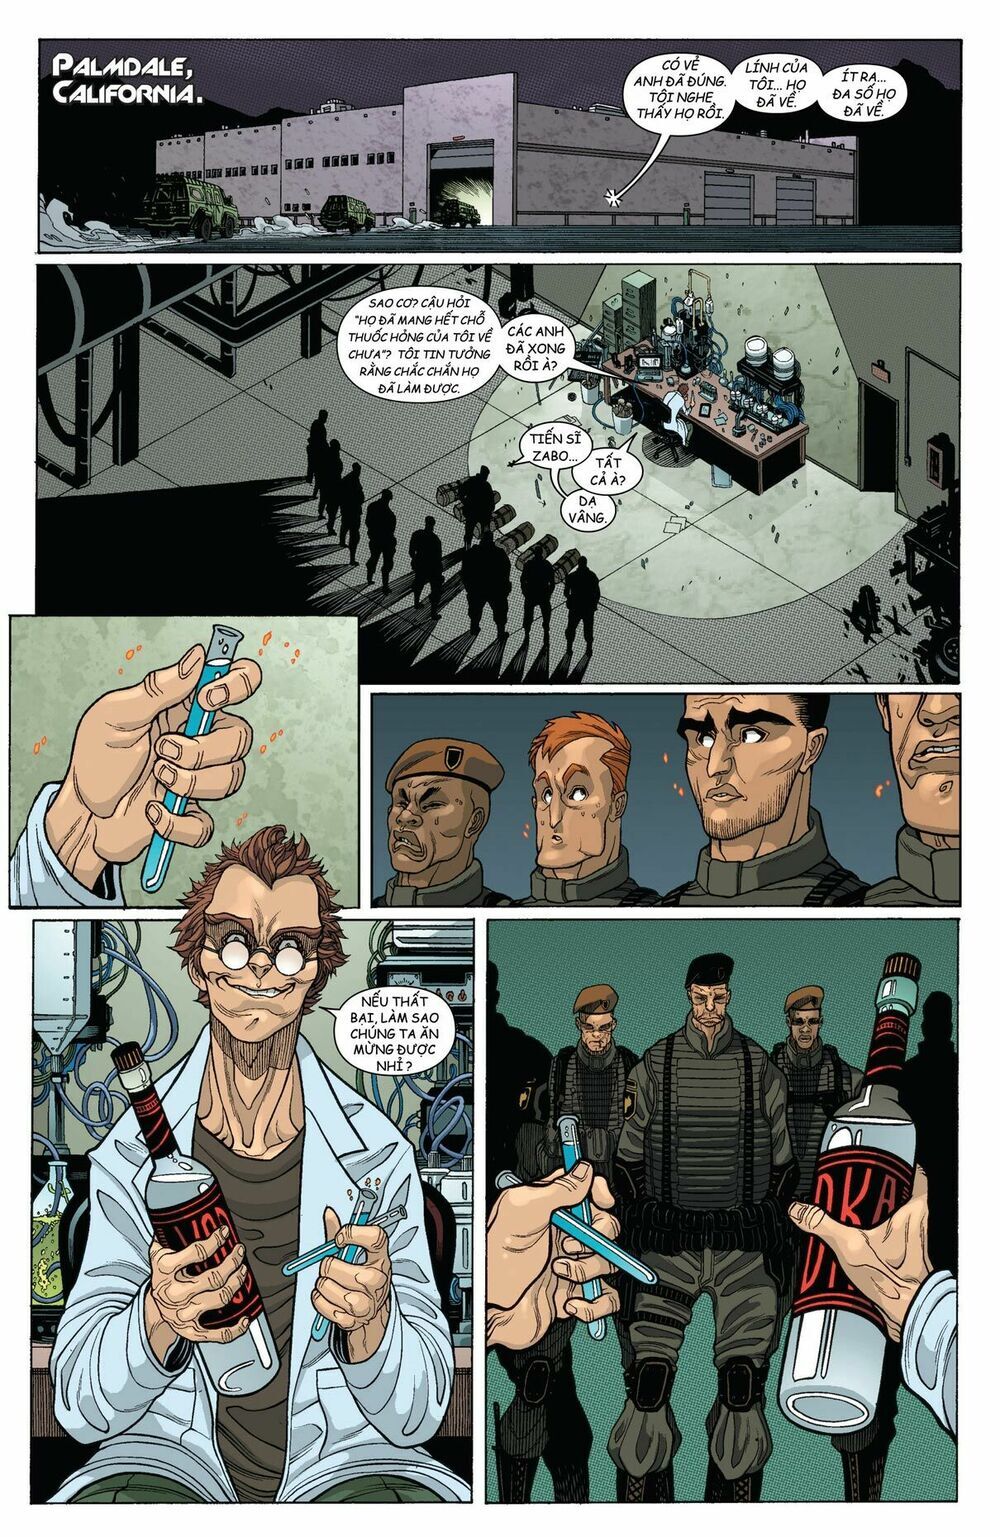 PALMDALE,
CALIFORNIA.
CÓ VẺ
ANH ĐÃ ĐÚNG.
TÔI NGHE
THẤY HỌ RỒI.
LÍNH CỦA
TÔI... HỌ
ĐÃ VỀ.
ÍT RA...
ĐA SỐ HỌ
ĐÃ VỀ.
SAO CƠ? CẬU HỎI
"HỌ ĐÃ MANG HẾT CHỖ
THUỐC HỎNG CỦA TÔI VỀ
CHƯA"? TÔI TIN TƯỞNG
RẰNG CHẮC CHẮN HỌ
ĐÃ LÀM ĐƯỢC.
CÁC ANH
ĐÃ XONG
RỒI À?
TIẾN SĨ
ZABO...
TẤT
CẢ À?
DẠ
VÂNG.
NẾU THẤT
BẠI, LÀM SAO
CHÚNG TA ĂN
MỪNG ĐƯỢC
NHỈ?